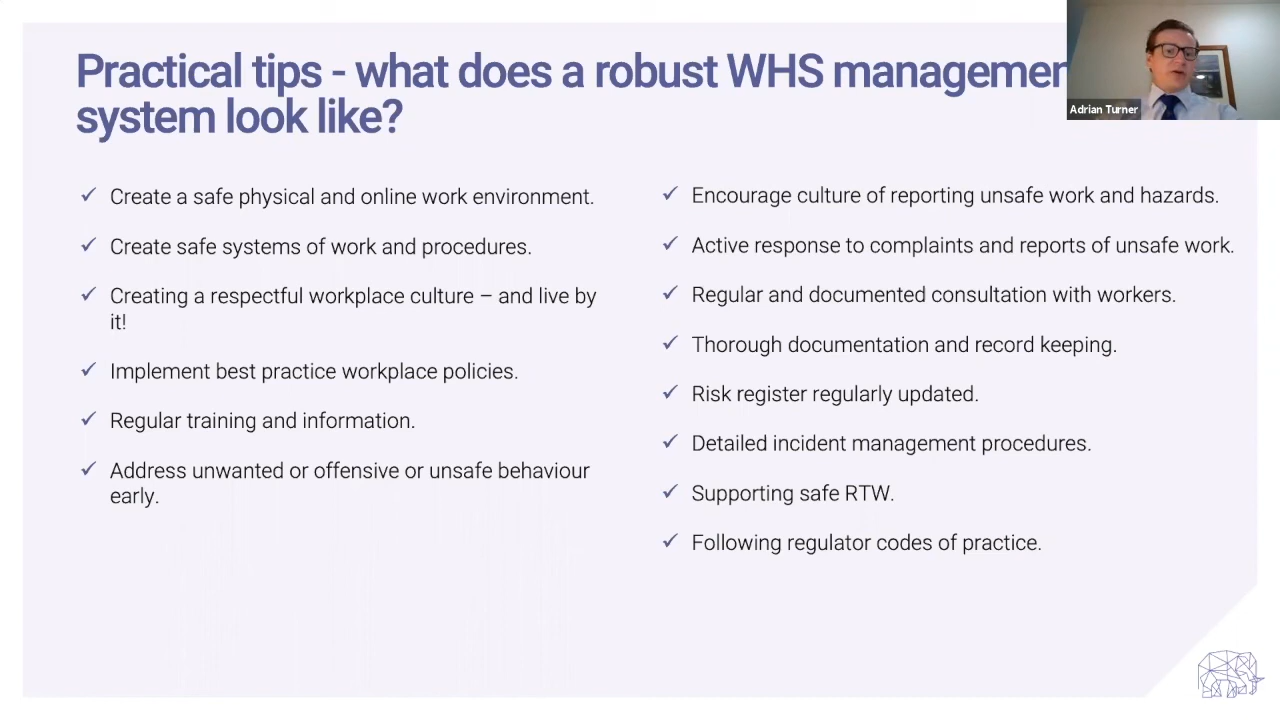 Practical tips - what does a robust WHS managemen
system look like?
Adrian Turner
✓ Create a safe physical and online work environment.
✓ Create safe systems of work and procedures.
✓ Creating a respectful workplace culture – and live by
it!
✓ Implement best practice workplace policies.
✓ Regular training and information.
✓ Address unwanted or offensive or unsafe behaviour
early.
✓ Encourage culture of reporting unsafe work and hazards.
✓ Active response to complaints and reports of unsafe work.
✓ Regular and documented consultation with workers.
✓ Thorough documentation and record keeping.
✓ Risk register regularly updated.
✓ Detailed incident management procedures.
✓ Supporting safe RTW.
✓ Following regulator codes of practice.